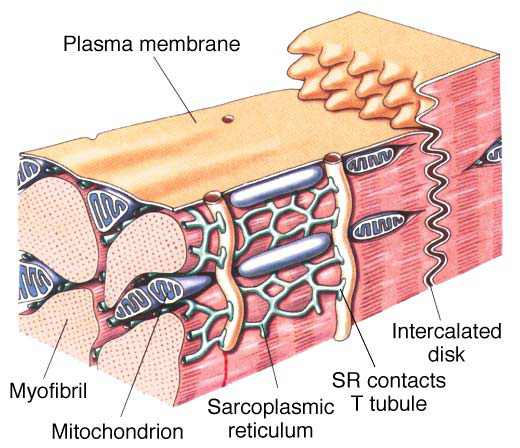 Plasma membrane
Intercalated
disk
SR contacts
T tubule
Sarcoplasmic
reticulum
Mitochondrion
Myofibril